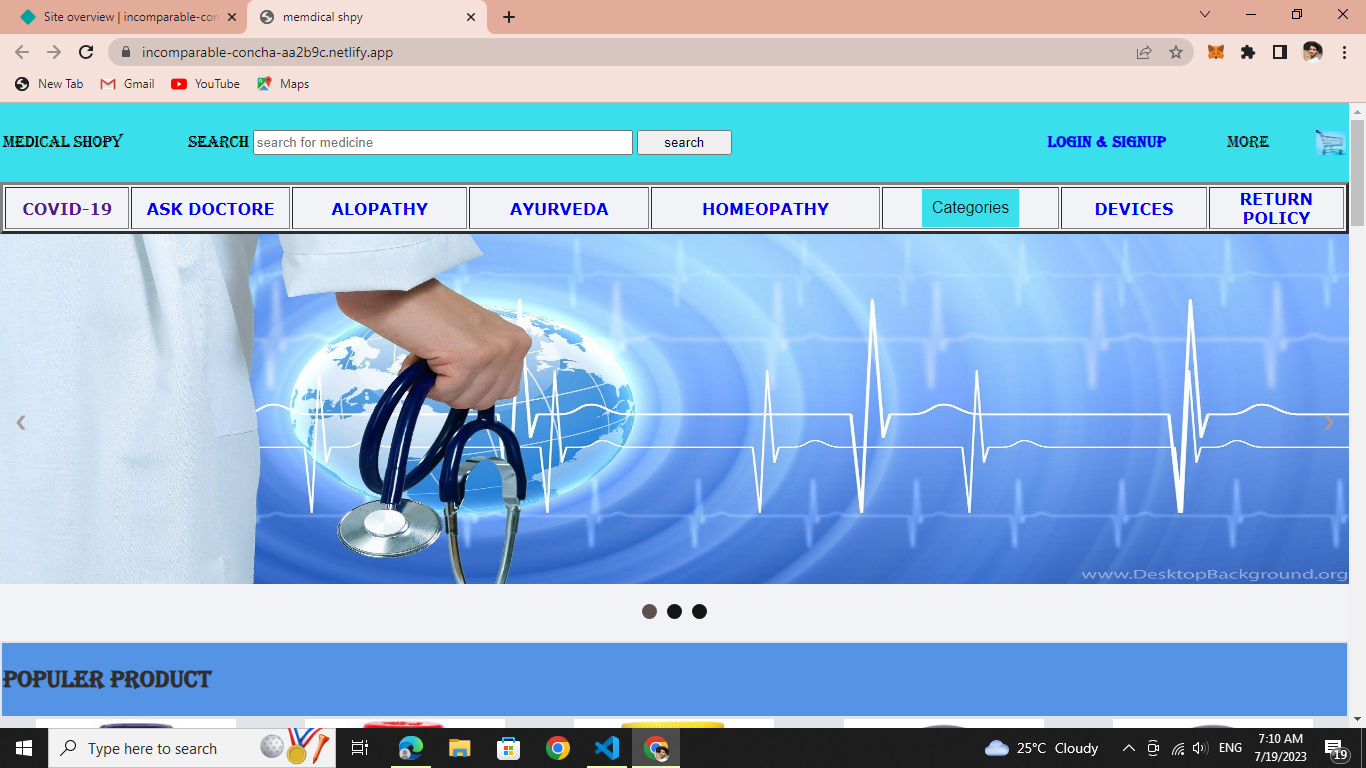 Site overview | incomparable-con
memdical shpy
incomparable-concha-aa2b9c.netlify.app
New Tab
Gmail
YouTube
Maps
MEDICAL SHOPY
SEARCH
search for medicine
search
LOGIN & SIGNUP
MORE
COVID-19
ASK DOCTORE
ALOPATHY
AYURVEDA
HOMEOPATHY
Categories
DEVICES
RETURN
POLICY
www.DesktopBackground.org
POPULER PRODUCT
Type here to search
25°C Cloudy
ENG
7:10 AM
7/19/2023
19